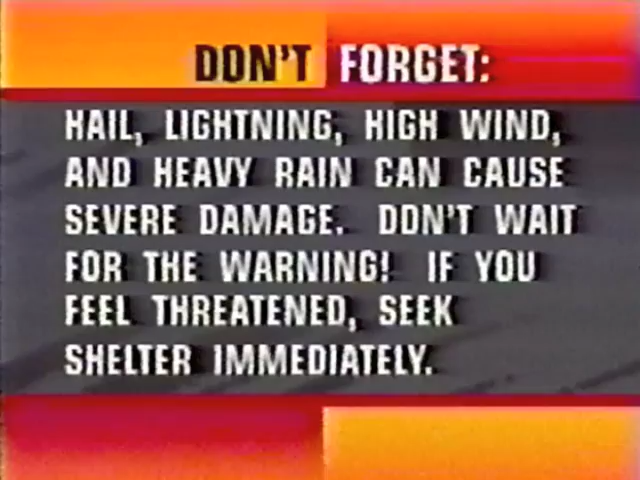 DON'T FORGET:
HAIL, LIGHTNING, HIGH WIND,
AND HEAVY RAIN CAN CAUSE
SEVERE DAMAGE. DON'T WAIT
FOR THE WARNING! IF YOU
FEEL THREATENED, SEEK
SHELTER IMMEDIATELY.